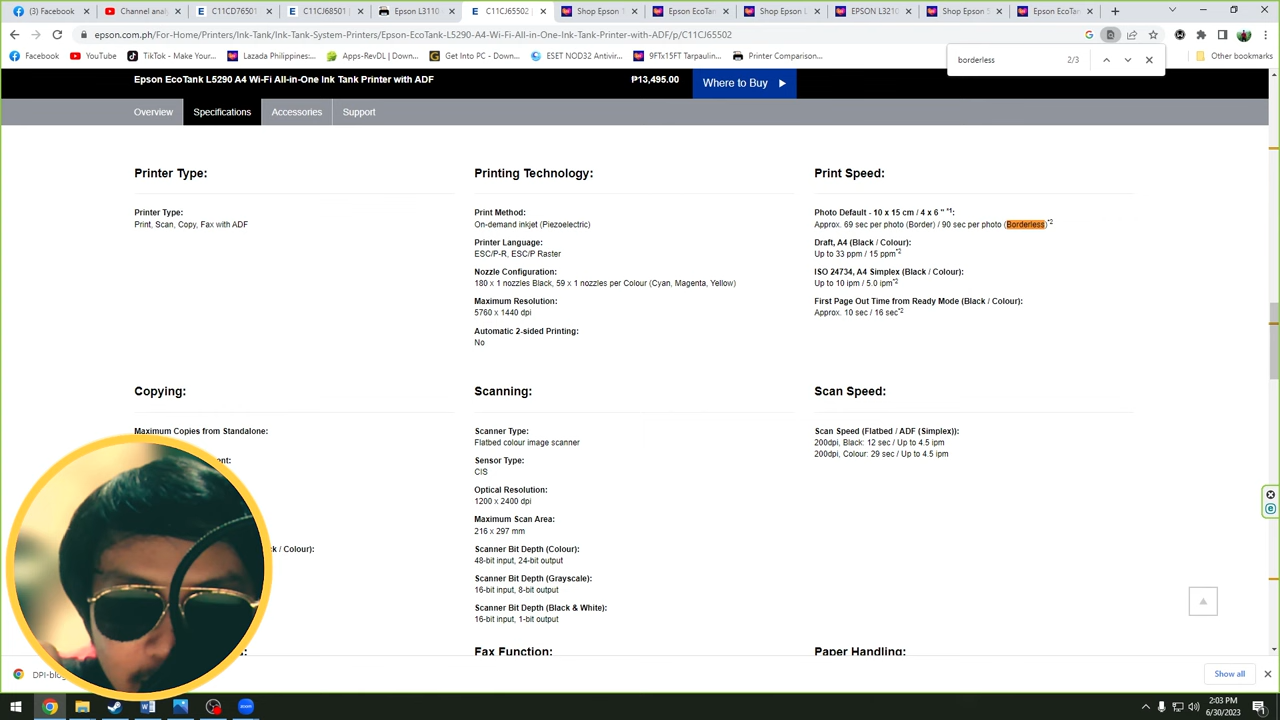 (3) Facebook
Channel analy
C11CD76501
C11CJ68501
Epson L3110
C11CJ65502
Shop Epson 1
Epson EcoTan
Shop Epson L
EPSON L3210
Shop Epson 5
Epson EcoTan
epson.com.ph/For-Home/Printers/Ink-Tank/Ink-Tank-System-Printers/Epson-EcoTank-L5290-A4-Wi-Fi-All-in-One-Ink-Tank-Printer-with-ADF/p/C11CJ65502
Facebook
YouTube
TikTok - Make Your...
Lazada Philippines:...
Apps-RevDL | Down...
Get Into PC - Down...
ESET NOD32 Antivir...
9FTx15FT Tarpaulin...
Printer Comparison...
Other bookmarks
borderless
2/3
Epson EcoTank L5290 A4 Wi-Fi All-in-One Ink Tank Printer with ADF
₱13,495.00
Where to Buy
Overview
Specifications
Accessories
Support
Printer Type:
Printer Type:
Print, Scan, Copy, Fax with ADF
Printing Technology:
Print Method:
On-demand inkjet (Piezoelectric)
Printer Language:
ESC/P-R, ESC/P Raster
Nozzle Configuration:
180 x 1 nozzles Black, 59 x 1 nozzles per Colour (Cyan, Magenta, Yellow)
Maximum Resolution:
5760 x 1440 dpi
Automatic 2-sided Printing:
No
Print Speed:
Photo Default - 10 x 15 cm / 4 x 6 " *1:
Approx. 69 sec per photo (Border) / 90 sec per photo (Borderless)*2
Draft, A4 (Black / Colour):
Up to 33 ppm / 15 ppm*2
ISO 24734, A4 Simplex (Black / Colour):
Up to 10 ipm / 5.0 ipm*2
First Page Out Time from Ready Mode (Black / Colour):
Approx. 10 sec / 16 sec*2
Copying:
Maximum Copies from Standalone:
/ Colour):
Scanning:
Scanner Type:
Flatbed colour image scanner
Sensor Type:
CIS
Optical Resolution:
1200 x 2400 dpi
Maximum Scan Area:
216 x 297 mm
Scanner Bit Depth (Colour):
48-bit input, 24-bit output
Scanner Bit Depth (Grayscale):
16-bit input, 8-bit output
Scanner Bit Depth (Black & White):
16-bit input, 1-bit output
Scan Speed:
Scan Speed (Flatbed / ADF (Simplex)):
200dpi, Black: 12 sec / Up to 4.5 ipm
200dpi, Colour: 29 sec / Up to 4.5 ipm
Fax Function:
Paper Handling:
DPI-blog
Show all
2:03 PM
6/30/2023